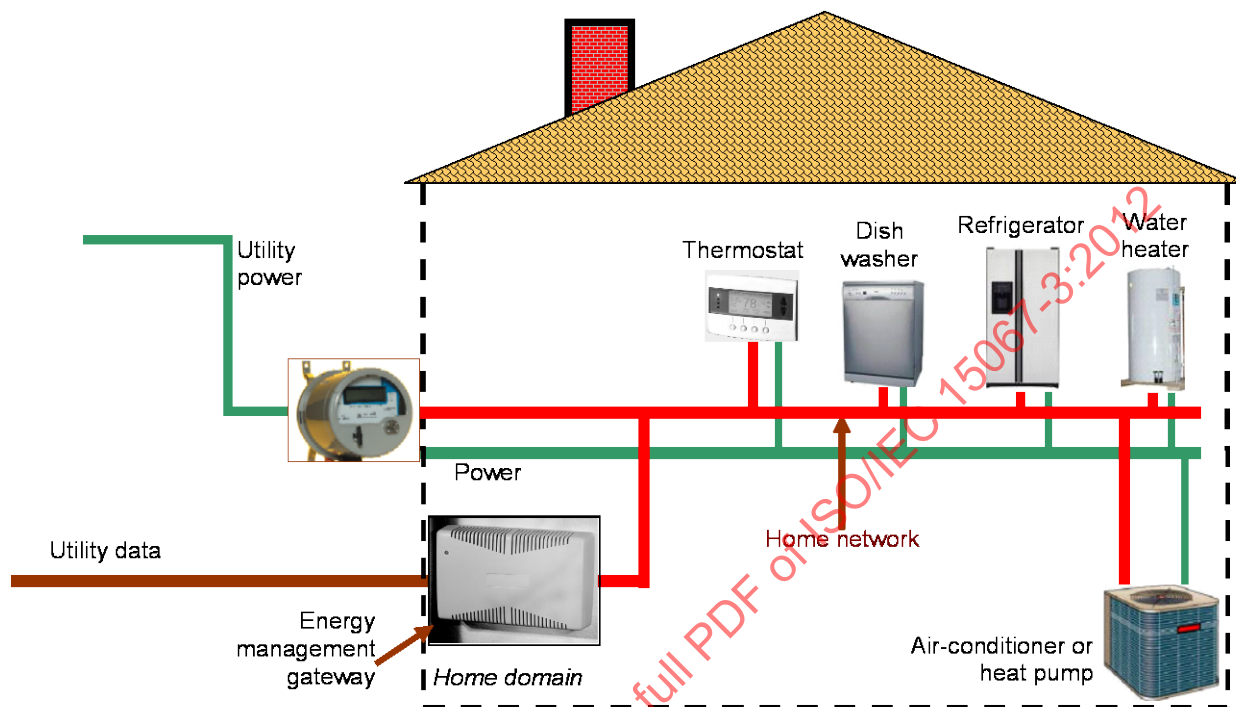 Utility
power
Thermostat
Dish
washer
Refrigerator
Water
heater
78
Power
Home network
Utility data
Energy
management
gateway
Home domain
Air-conditioner or
heat pump
full PDF of ISO/IEC 15067-3:2012